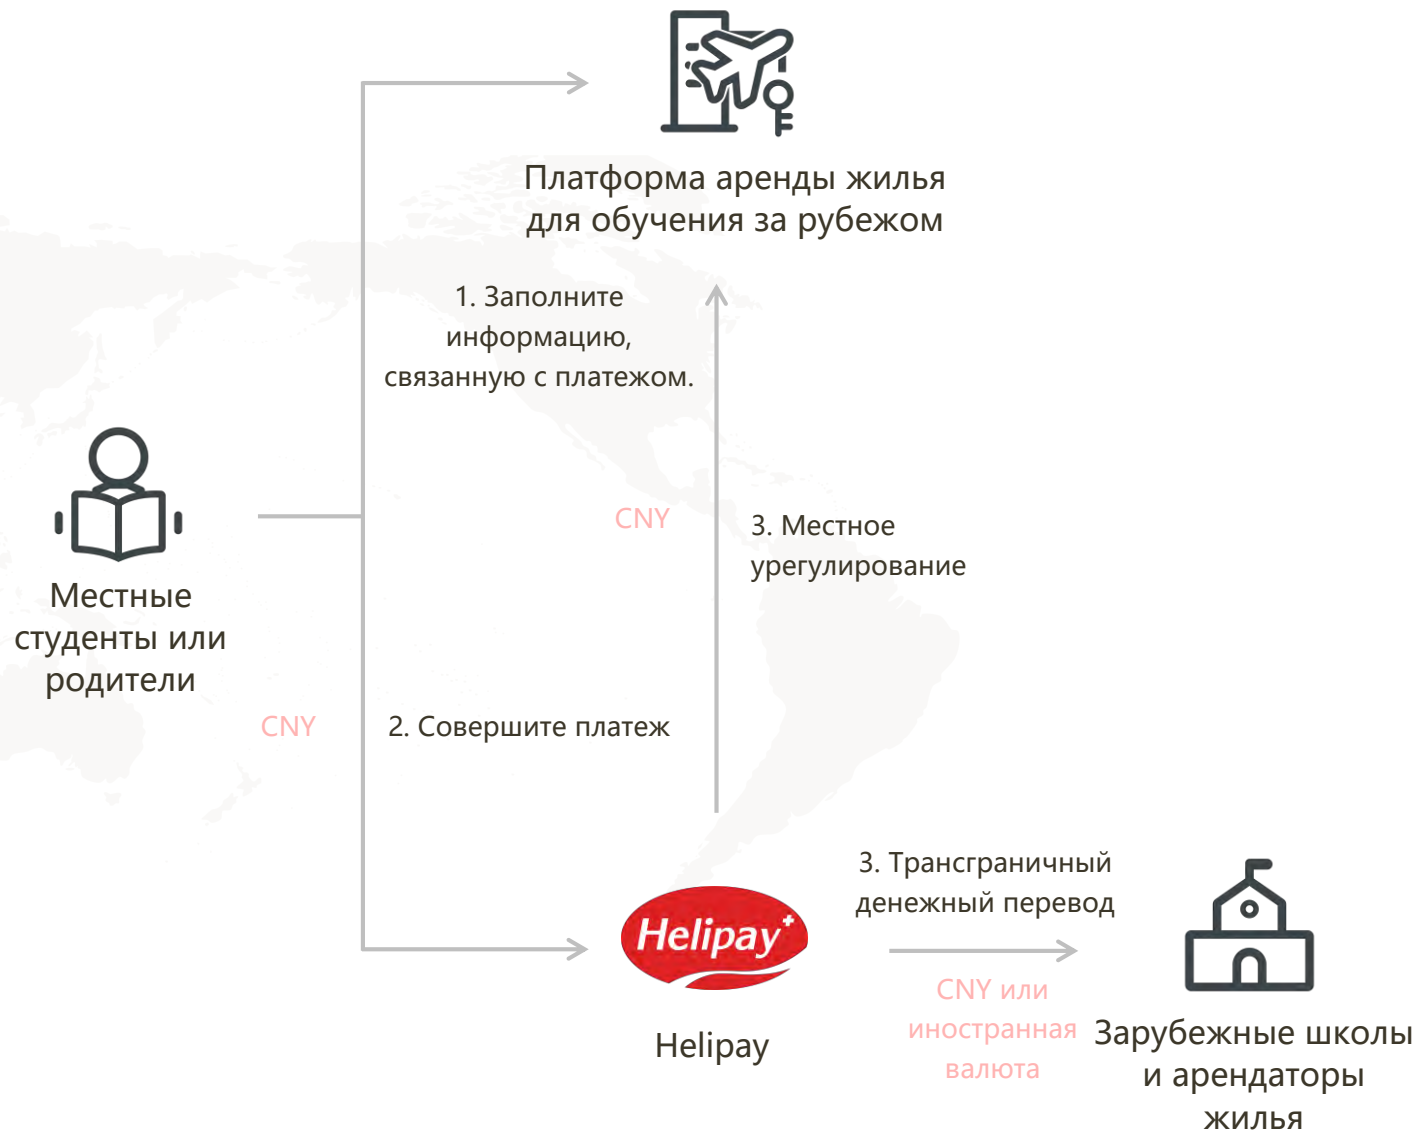 Платформа аренды жилья
для обучения за рубежом
1. Заполните
информацию,
связанную с платежом.
CNY
3. Местное
урегулирование
Местные
студенты или
родители
CNY
2. Совершите платеж
3. Трансграничный
денежный перевод
Helipay+
CNY или
иностранная
валюта
Helipay
Зарубежные школы
и арендаторы
жилья